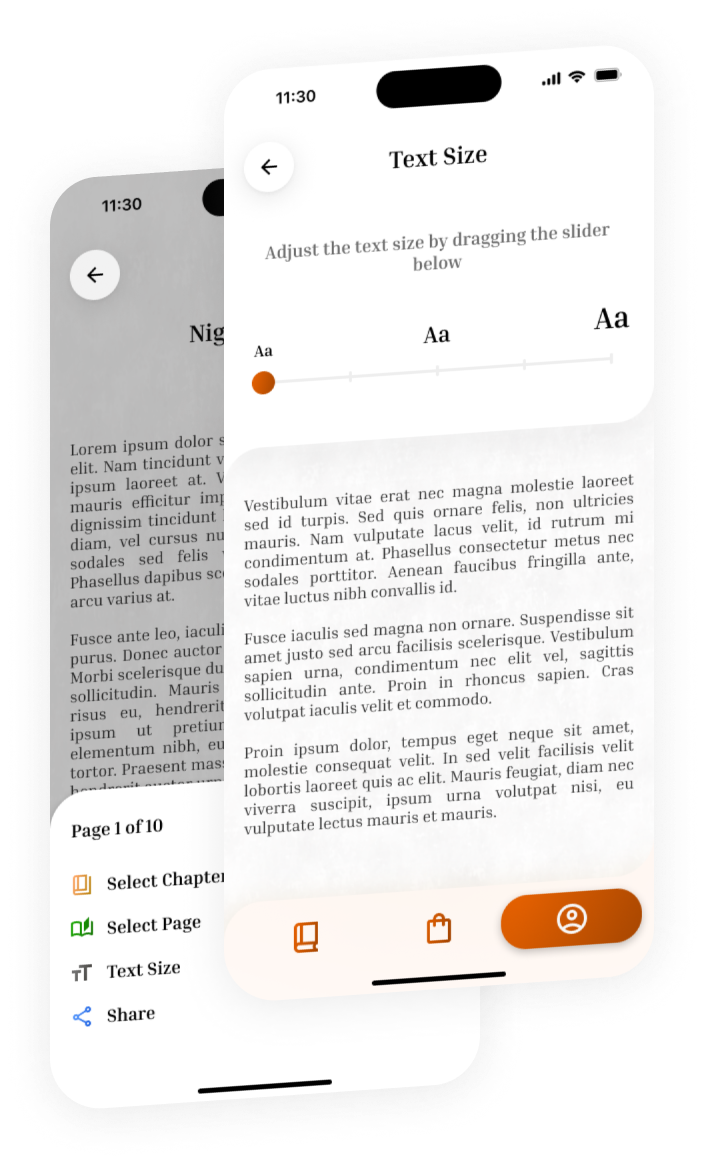 11:30
Text Size
Adjust the text size by dragging the slider
below
Aa
Aa
Aa
Vestibulum vitae erat nec magna molestie laoreet
sed id turpis. Sed quis ornare felis, non ultricies
mauris. Nam vulputate lacus velit, id rutrum mi
condimentum at. Phasellus consectetur metus nec
sodales porttitor. Aenean faucibus fringilla ante,
vitae luctus nibh convallis id.
Fusce iaculis sed magna non ornare. Suspendisse sit
amet justo sed arcu facilisis scelerisque. Vestibulum
sapien urna, condimentum nec elit vel, sagittis
sollicitudin ante. Proin in rhoncus sapien. Cras
volutpat iaculis velit et commodo.
Proin ipsum dolor, tempus eget neque sit amet,
molestie consequat velit. In sed velit facilisis velit
lobortis laoreet quis ac elit. Mauris feugiat, diam nec
viverra suscipit, ipsum urna volutpat nisi, eu
vulputate lectus mauris et mauris.
11:30
Nig
Lorem ipsum dolor s
elit. Nam tincidunt v
ipsum laoreet at. V
mauris efficitur imp
dignissim tincidunt
diam, vel cursus nu
sodales sed felis
Phasellus dapibus sc
arcu varius at.
Fusce ante leo, iaculi
purus. Donec auctor
Morbi scelerisque du
sollicitudin. Mauris
risus eu, hendrerit
ipsum ut pretiun
elementum nibh, eu
tortor. Praesent mass
Page 1 of 10
Select Chapter
Select Page
Text Size
Share